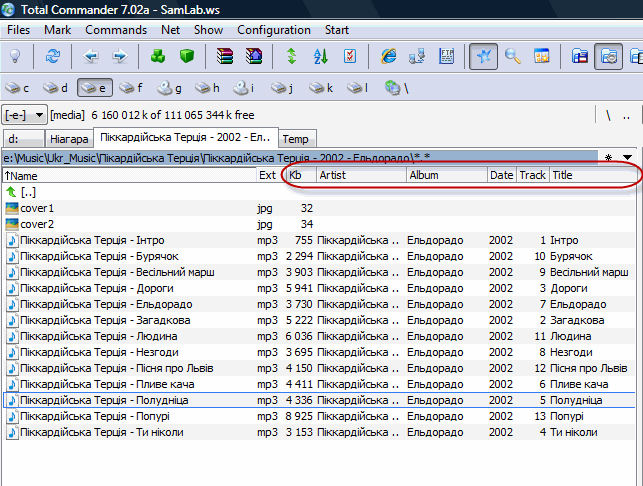 Total Commander 7.02a - SamLab.ws
Files Mark Commands Net Show Configuration Start
c d e f g h i j k l \
[-e-] [media] 6 160 012 k of 111 065 344 k free \ ..
d: Ніагара Піккардійська Терція - 2002 - Ел.. Temp
e:\Music\Ukr_Music\Пікардійська Терція\Піккардійська Терція - 2002 - Ельдорадо\*.* *
↑Name Ext Kb Artist Album Date Track Title
[..]
cover1 jpg 32
cover2 jpg 34
Піккардійська Терція - Інтро mp3 755 Піккардійська .. Ельдорадо 2002 1 Інтро
Піккардійська Терція - Бурячок mp3 2 294 Піккардійська .. Ельдорадо 2002 10 Бурячок
Піккардійська Терція - Весільний марш mp3 3 903 Піккардійська .. Ельдорадо 2002 9 Весільний марш
Піккардійська Терція - Дороги mp3 5 941 Піккардійська .. Ельдорадо 2002 3 Дороги
Піккардійська Терція - Ельдорадо mp3 3 730 Піккардійська .. Ельдорадо 2002 7 Ельдорадо
Піккардійська Терція - Загадкова mp3 5 222 Піккардійська .. Ельдорадо 2002 2 Загадкова
Піккардійська Терція - Людина mp3 6 036 Піккардійська .. Ельдорадо 2002 11 Людина
Піккардійська Терція - Незгоди mp3 3 695 Піккардійська .. Ельдорадо 2002 8 Незгоди
Піккардійська Терція - Пісня про Львів mp3 4 150 Піккардійська .. Ельдорадо 2002 12 Пісня про Львів
Піккардійська Терція - Пливе кача mp3 4 411 Піккардійська .. Ельдорадо 2002 6 Пливе кача
Піккардійська Терція - Полудніца mp3 4 336 Піккардійська .. Ельдорадо 2002 5 Полудніца
Піккардійська Терція - Попурі mp3 8 925 Піккардійська .. Ельдорадо 2002 13 Попурі
Піккардійська Терція - Ти ніколи mp3 3 153 Піккардійська .. Ельдорадо 2002 4 Ти ніколи